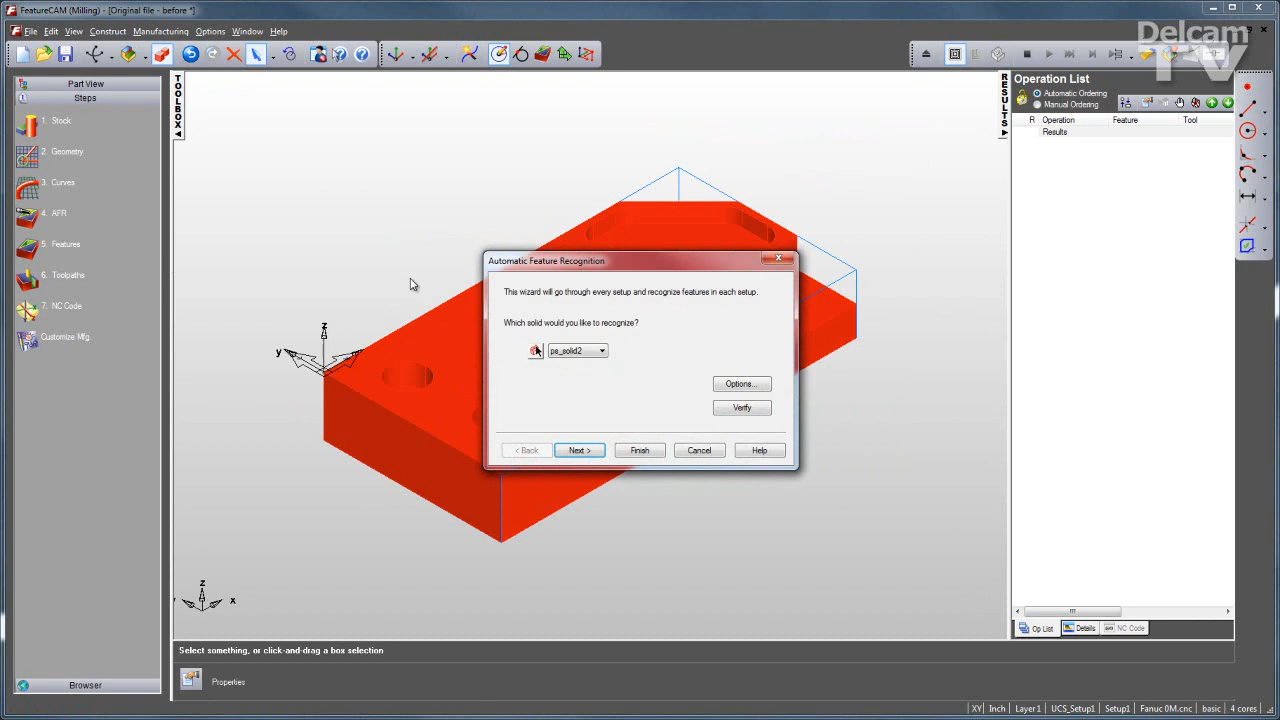 FeatureCAM (Milling) - [Original file - before *]
File Edit View Construct Manufacturing Options Window Help
Delcam
TV
Part View
Steps
1. Stock
2. Geometry
3. Curves
4. AFR
5. Features
6. Toolpaths
7. NC Code
Customize Mfg.
Browser
TOOLBOX
RESULTS
Automatic Feature Recognition
This wizard will go through every setup and recognize features in each setup.
Which solid would you like to recognize?
ps_solid2
Options...
Verify
< Back Next > Finish Cancel Help
z
y
z
x
Operation List
Automatic Ordering
Manual Ordering
R Operation Feature Tool
Results
Op List Details NC Code
Select something, or click-and-drag a box selection
Properties
XY Inch Layer1 UCS_Setup1 Setup1 Fanuc 0M.cnc basic 4 cores